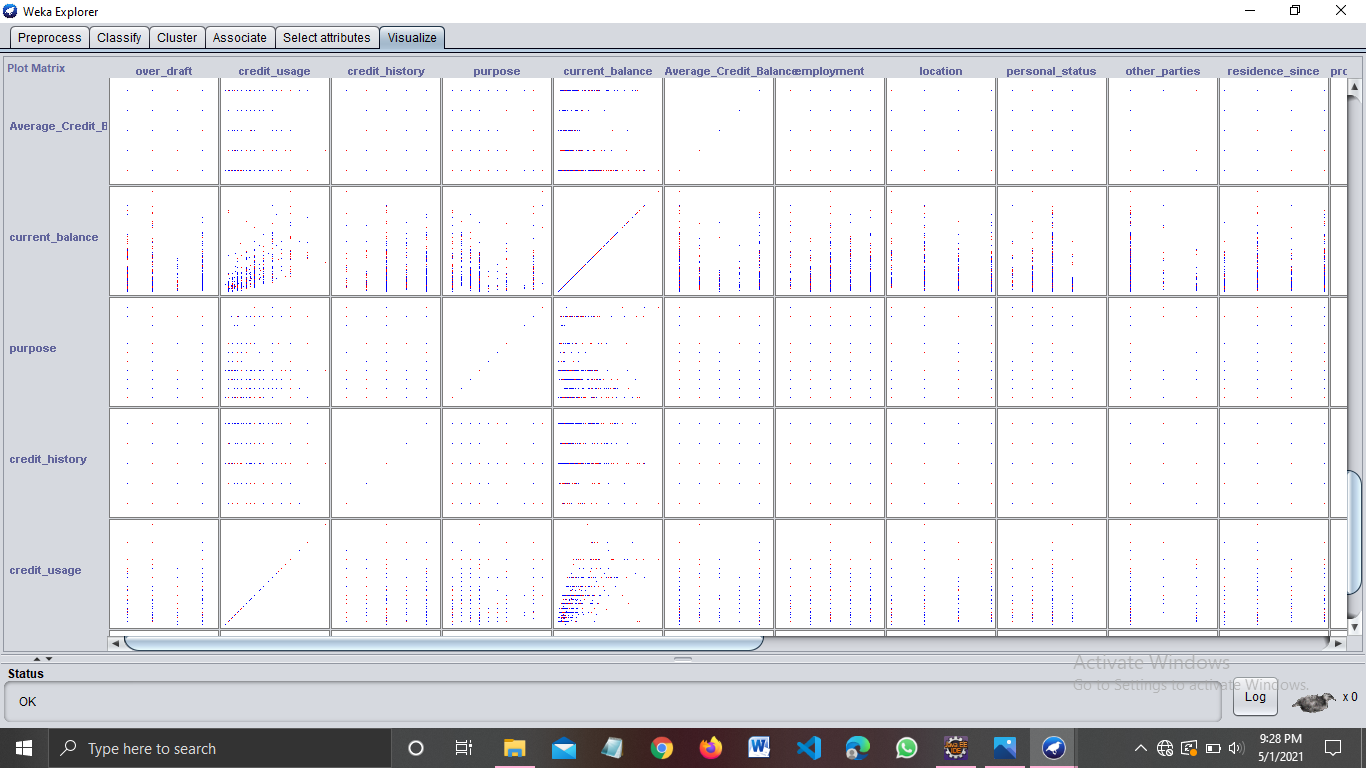 Weka Explorer
Preprocess Classify Cluster Associate Select attributes Visualize
Plot Matrix over_draft credit_usage credit_history purpose current_balance Average_Credit_Balance employment location personal_status other_parties residence_since
Average_Credit_B
current_balance
purpose
credit_history
credit_usage
Activate Windows
Go to Settings to activate Windows.
Status
OK
Log
x 0
Type here to search
9:28 PM
5/1/2021